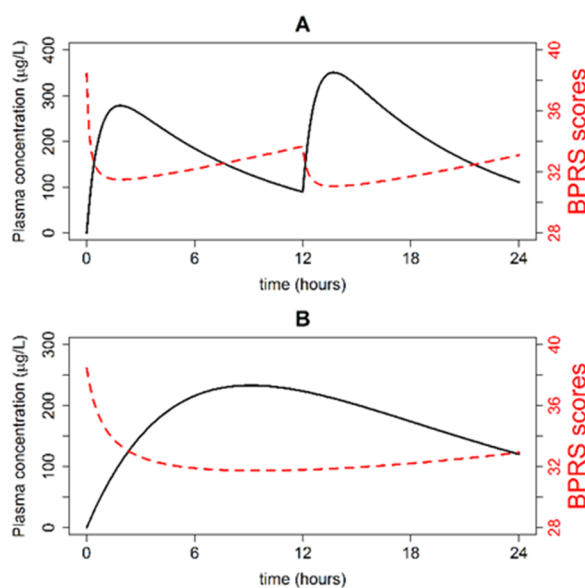 A
Plasma concentration (µg/L)
0 100 200 300 400
BPRS scores
28 32 36 40
0 6 12 18 24
time (hours)
B
Plasma concentration (µg/L)
0 100 200 300
BPRS scores
28 32 36 40
0 6 12 18 24
time (hours)